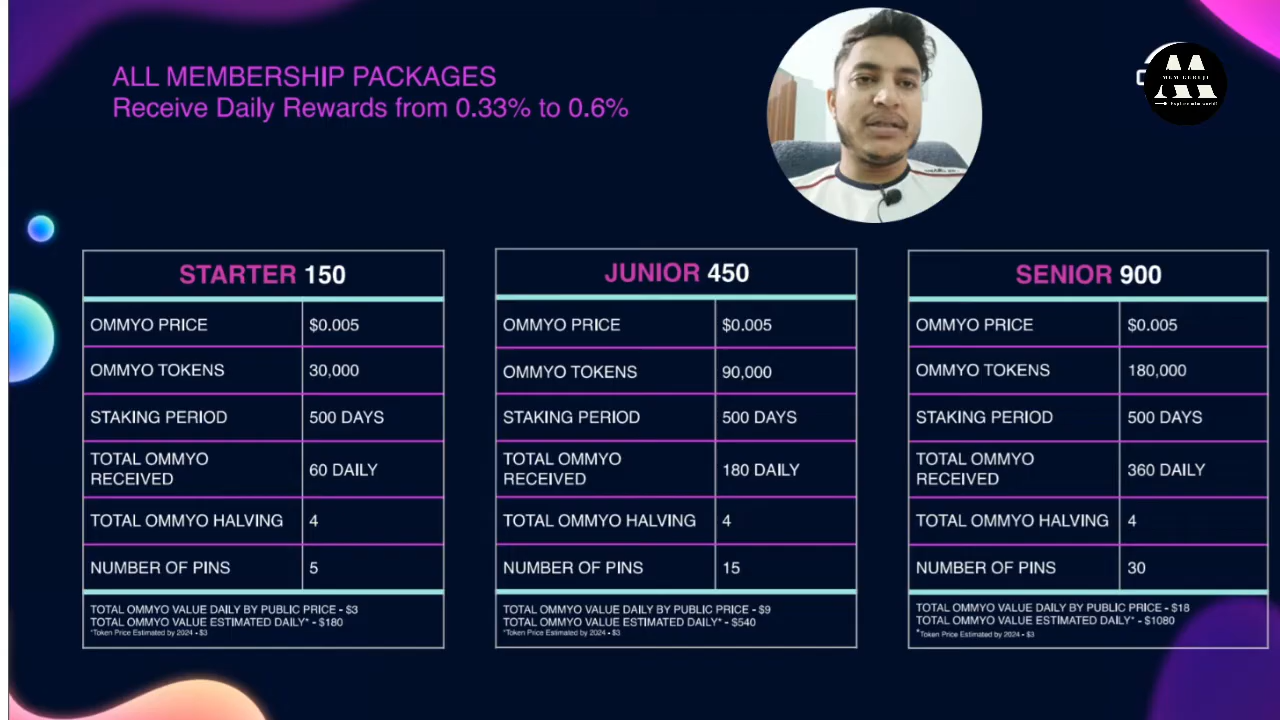 ALL MEMBERSHIP PACKAGES
Receive Daily Rewards from 0.33% to 0.6%
MLM GURUJI
Explore mlm world!
STARTER 150
OMMYO PRICE $0.005
OMMYO TOKENS 30,000
STAKING PERIOD 500 DAYS
TOTAL OMMYO
RECEIVED 60 DAILY
TOTAL OMMYO HALVING 4
NUMBER OF PINS 5
TOTAL OMMYO VALUE DAILY BY PUBLIC PRICE - $3
TOTAL OMMYO VALUE ESTIMATED DAILY* - $180
*Token Price Estimated by 2024 - $3
JUNIOR 450
OMMYO PRICE $0.005
OMMYO TOKENS 90,000
STAKING PERIOD 500 DAYS
TOTAL OMMYO
RECEIVED 180 DAILY
TOTAL OMMYO HALVING 4
NUMBER OF PINS 15
TOTAL OMMYO VALUE DAILY BY PUBLIC PRICE - $9
TOTAL OMMYO VALUE ESTIMATED DAILY* - $540
*Token Price Estimated by 2024 - $3
SENIOR 900
OMMYO PRICE $0.005
OMMYO TOKENS 180,000
STAKING PERIOD 500 DAYS
TOTAL OMMYO
RECEIVED 360 DAILY
TOTAL OMMYO HALVING 4
NUMBER OF PINS 30
TOTAL OMMYO VALUE DAILY BY PUBLIC PRICE - $18
TOTAL OMMYO VALUE ESTIMATED DAILY* - $1080
*Token Price Estimated by 2024 - $3